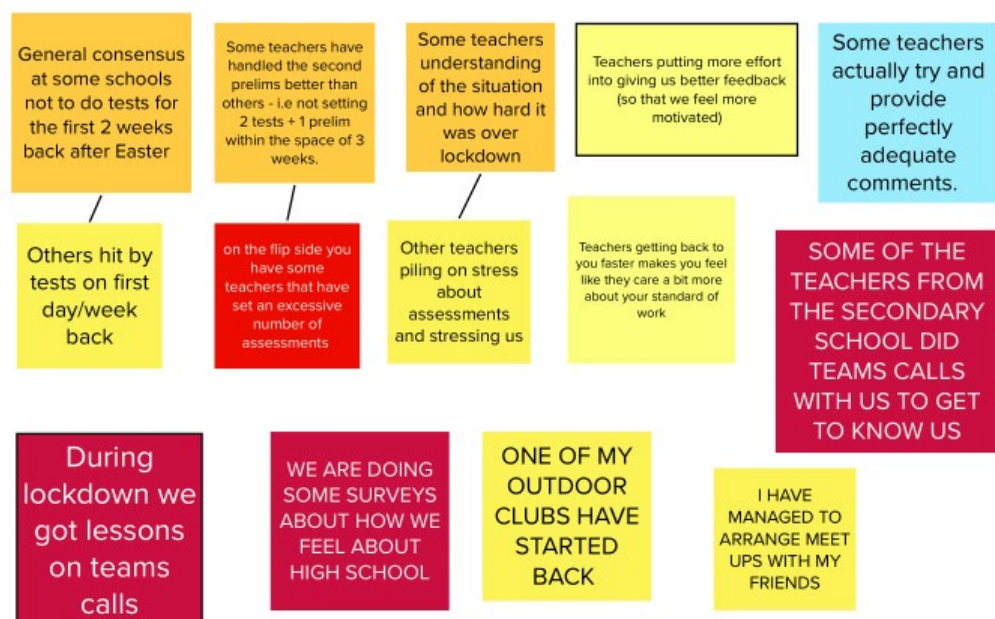 General consensus
at some schools
not to do tests for
the first 2 weeks
back after Easter
Some teachers have
handled the second
prelims better than
others - i.e not setting
2 tests + 1 prelim
within the space of 3
weeks.
Some teachers
understanding
of the situation
and how hard it
was over
lockdown
Teachers putting more effort
into giving us better feedback
(so that we feel more
motivated)
Some teachers
actually try and
provide
perfectly
adequate
comments.
Others hit by
tests on first
day/week
back
on the flip side you
have some
teachers that have
set an excessive
number of
assessments
Other teachers
piling on stress
about
assessments
and stressing us
Teachers getting back to
you faster makes you feel
like they care a bit more
about your standard of
work
SOME OF THE
TEACHERS FROM
THE SECONDARY
SCHOOL DID
TEAMS CALLS
WITH US TO GET
TO KNOW US
During
lockdown we
got lessons
on teams
calls
WE ARE DOING
SOME SURVEYS
ABOUT HOW WE
FEEL ABOUT
HIGH SCHOOL
ONE OF MY
OUTDOOR
CLUBS HAVE
STARTED
BACK
I HAVE
MANAGED TO
ARRANGE MEET
UPS WITH MY
FRIENDS